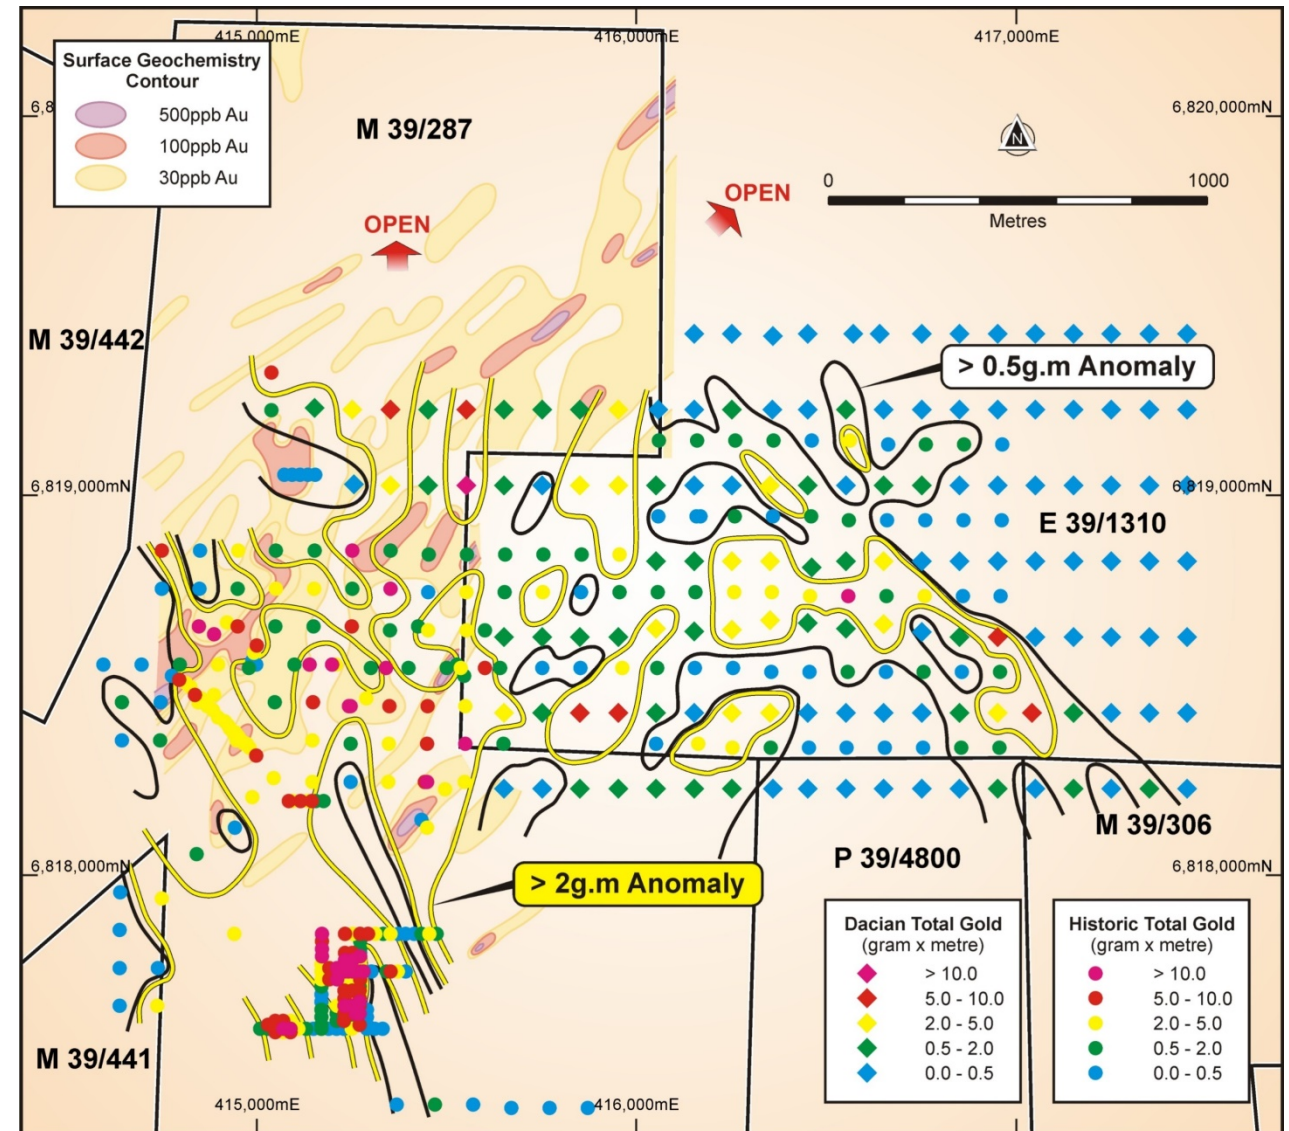 415,000mE
416,000mE
417,000mE
Surface Geochemistry
Contour
500ppb Au
100ppb Au
30ppb Au
6,8
6,820,000mN
M 39/287
N
0
1000
Metres
OPEN
OPEN
M 39/442
> 0.5g.m Anomaly
6,819,000mN
6,819,000mN
E 39/1310
M 39/306
P 39/4800
6,818,000mN
6,818,000mN
> 2g.m Anomaly
Dacian Total Gold
(gram x metre)
> 10.0
5.0 - 10.0
2.0 - 5.0
0.5 - 2.0
0.0 - 0.5
Historic Total Gold
(gram x metre)
> 10.0
5.0 - 10.0
2.0 - 5.0
0.5 - 2.0
0.0 - 0.5
M 39/441
415,000mE
416,000mE